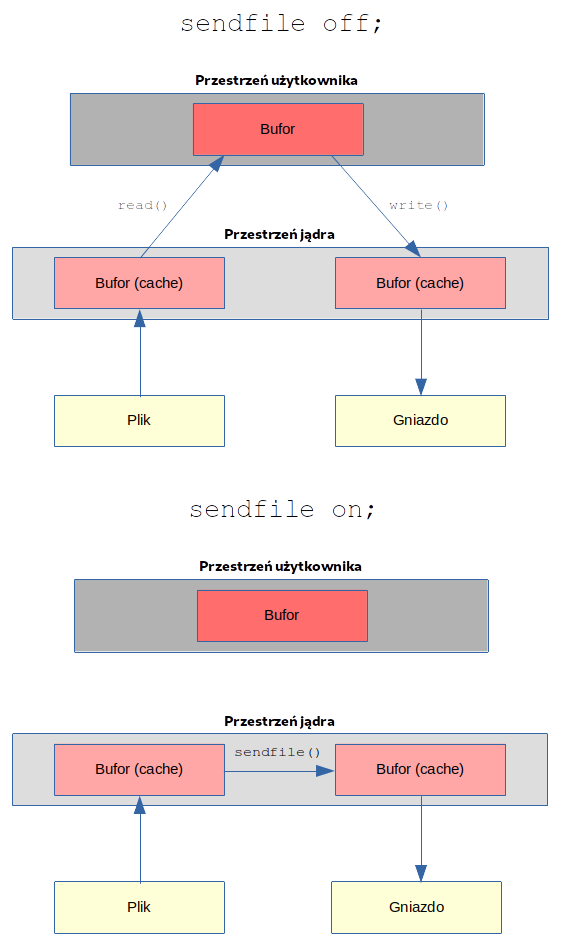 sendfile off;
Przestrzeń użytkownika
Bufor
read()
write()
Przestrzeń jądra
Bufor (cache)
Bufor (cache)
Plik
Gniazdo
sendfile on;
Przestrzeń użytkownika
Bufor
Przestrzeń jądra
Bufor (cache)
sendfile()
Bufor (cache)
Plik
Gniazdo